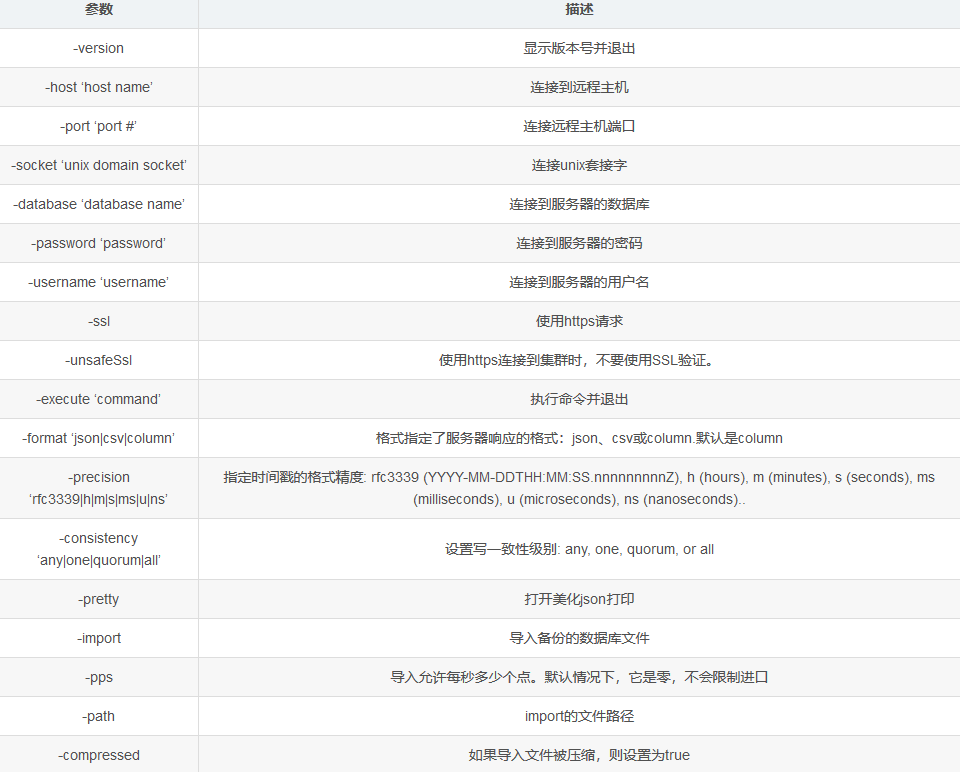 参数 描述
-version 显示版本号并退出
-host ‘host name’ 连接到远程主机
-port ‘port #’ 连接远程主机端口
-socket ‘unix domain socket’ 连接unix套接字
-database ‘database name’ 连接到服务器的数据库
-password ‘password’ 连接到服务器的密码
-username ‘username’ 连接到服务器的用户名
-ssl 使用https请求
-unsafeSsl 使用https连接到集群时，不要使用SSL验证。
-execute ‘command’ 执行命令并退出
-format ‘json|csv|column’ 格式指定了服务器响应的格式：json、csv或column.默认是column
-precision
‘rfc3339|h|m|s|ms|u|ns’
指定时间戳的格式精度: rfc3339 (YYYY-MM-DDTHH:MM:SS.nnnnnnnnnZ), h (hours), m (minutes), s (seconds), ms
(milliseconds), u (microseconds), ns (nanoseconds)..
-consistency
‘any|one|quorum|all’
设置写一致性级别: any, one, quorum, or all
-pretty 打开美化json打印
-import 导入备份的数据库文件
-pps 导入允许每秒多少个点。默认情况下，它是零，不会限制进口
-path import的文件路径
-compressed 如果导入文件被压缩，则设置为true